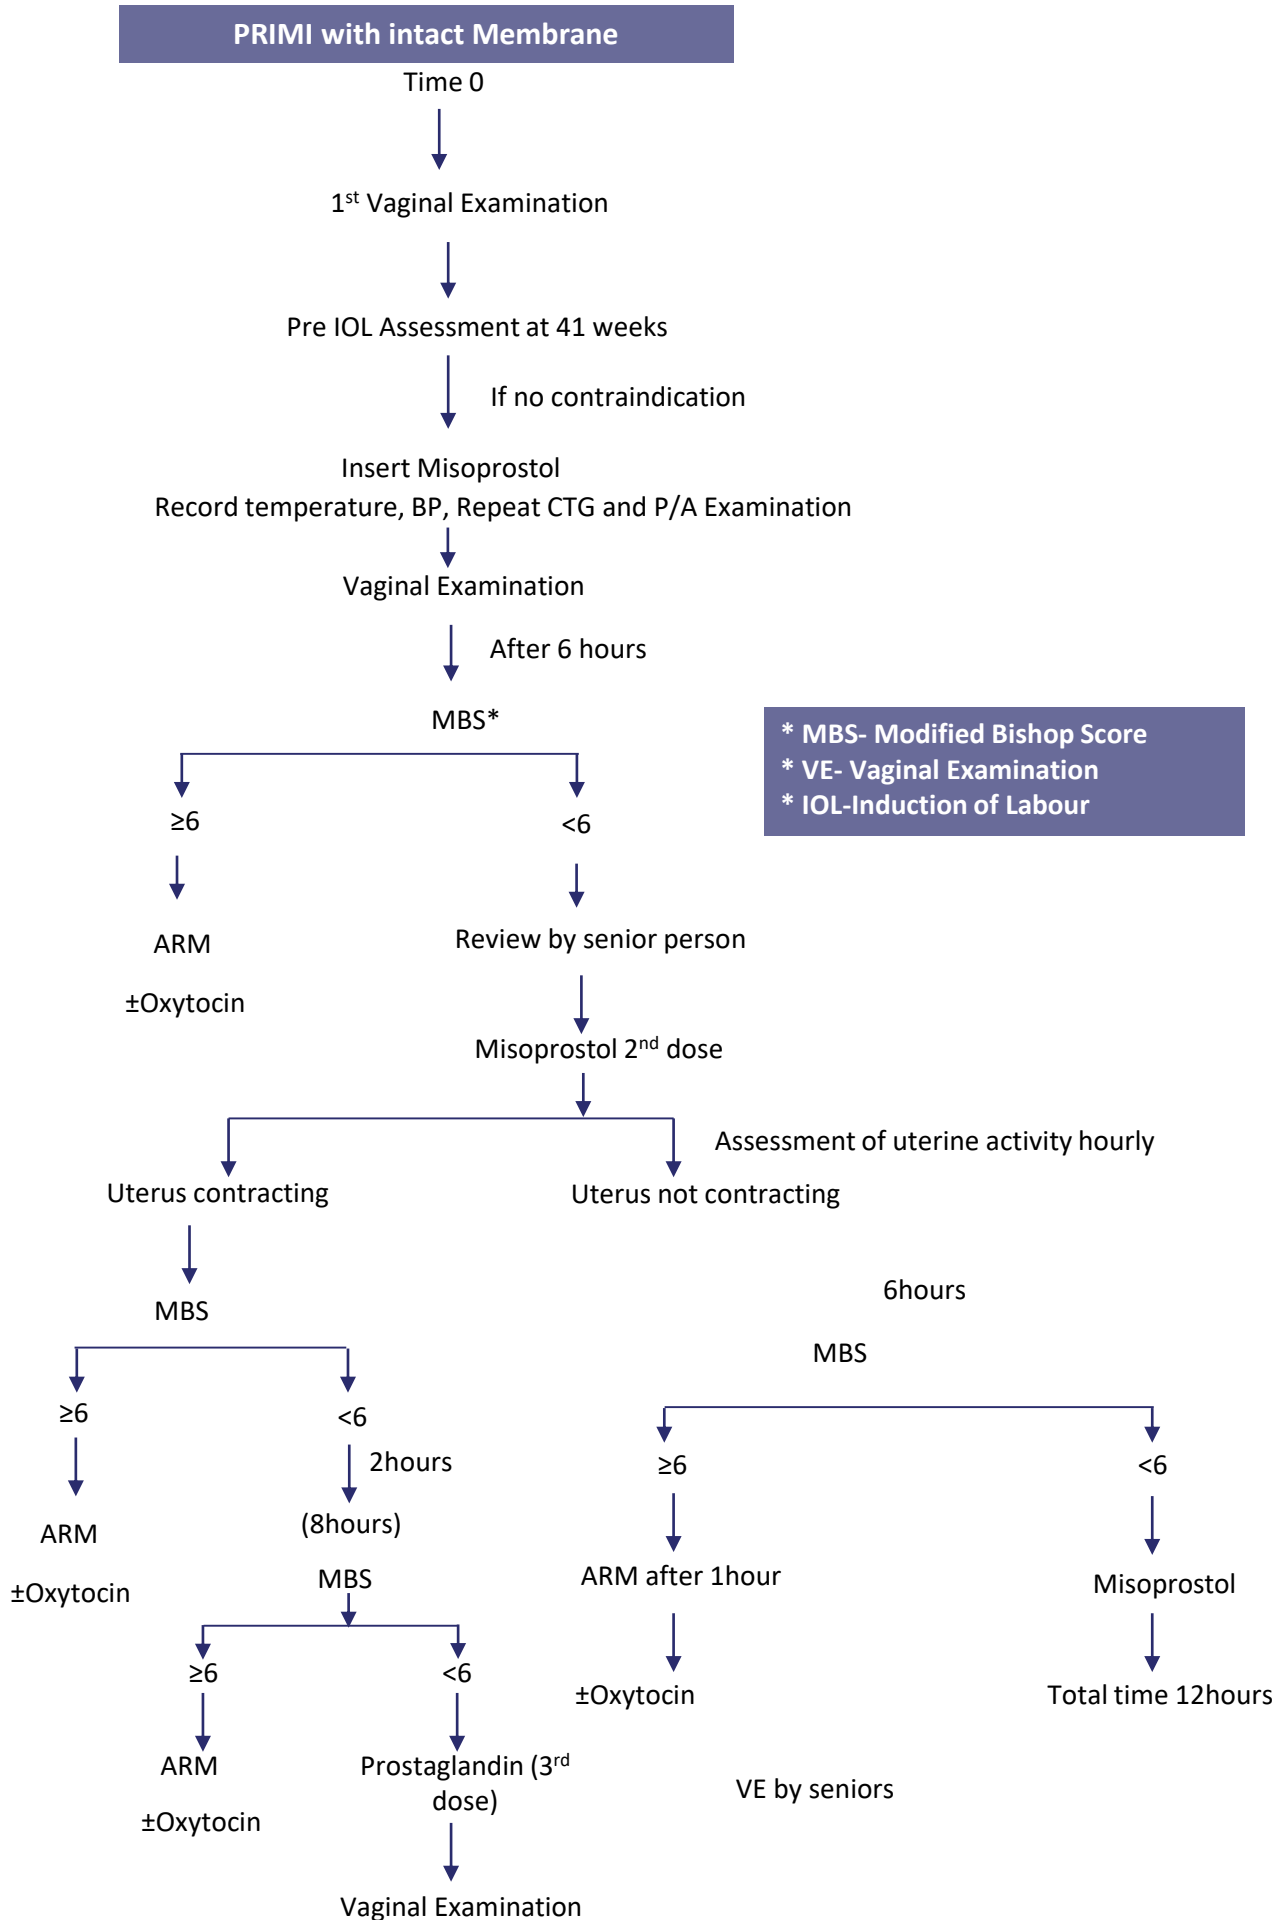 PRIMI with intact Membrane
Time 0
1st Vaginal Examination
Pre IOL Assessment at 41 weeks
If no contraindication
Insert Misoprostol
Record temperature, BP, Repeat CTG and P/A Examination
Vaginal Examination
After 6 hours
MBS*
* MBS- Modified Bishop Score
* VE- Vaginal Examination
* IOL-Induction of Labour
≥6
<6
ARM
Review by senior person
±Oxytocin
Misoprostol 2nd dose
Assessment of uterine activity hourly
Uterus contracting
Uterus not contracting
6hours
MBS
MBS
≥6
<6
2hours
≥6
<6
(8hours)
ARM
±Oxytocin
MBS
ARM after 1hour
Misoprostol
≥6
<6
±Oxytocin
Total time 12hours
ARM
Prostaglandin (3rd
dose)
VE by seniors
±Oxytocin
Vaginal Examination